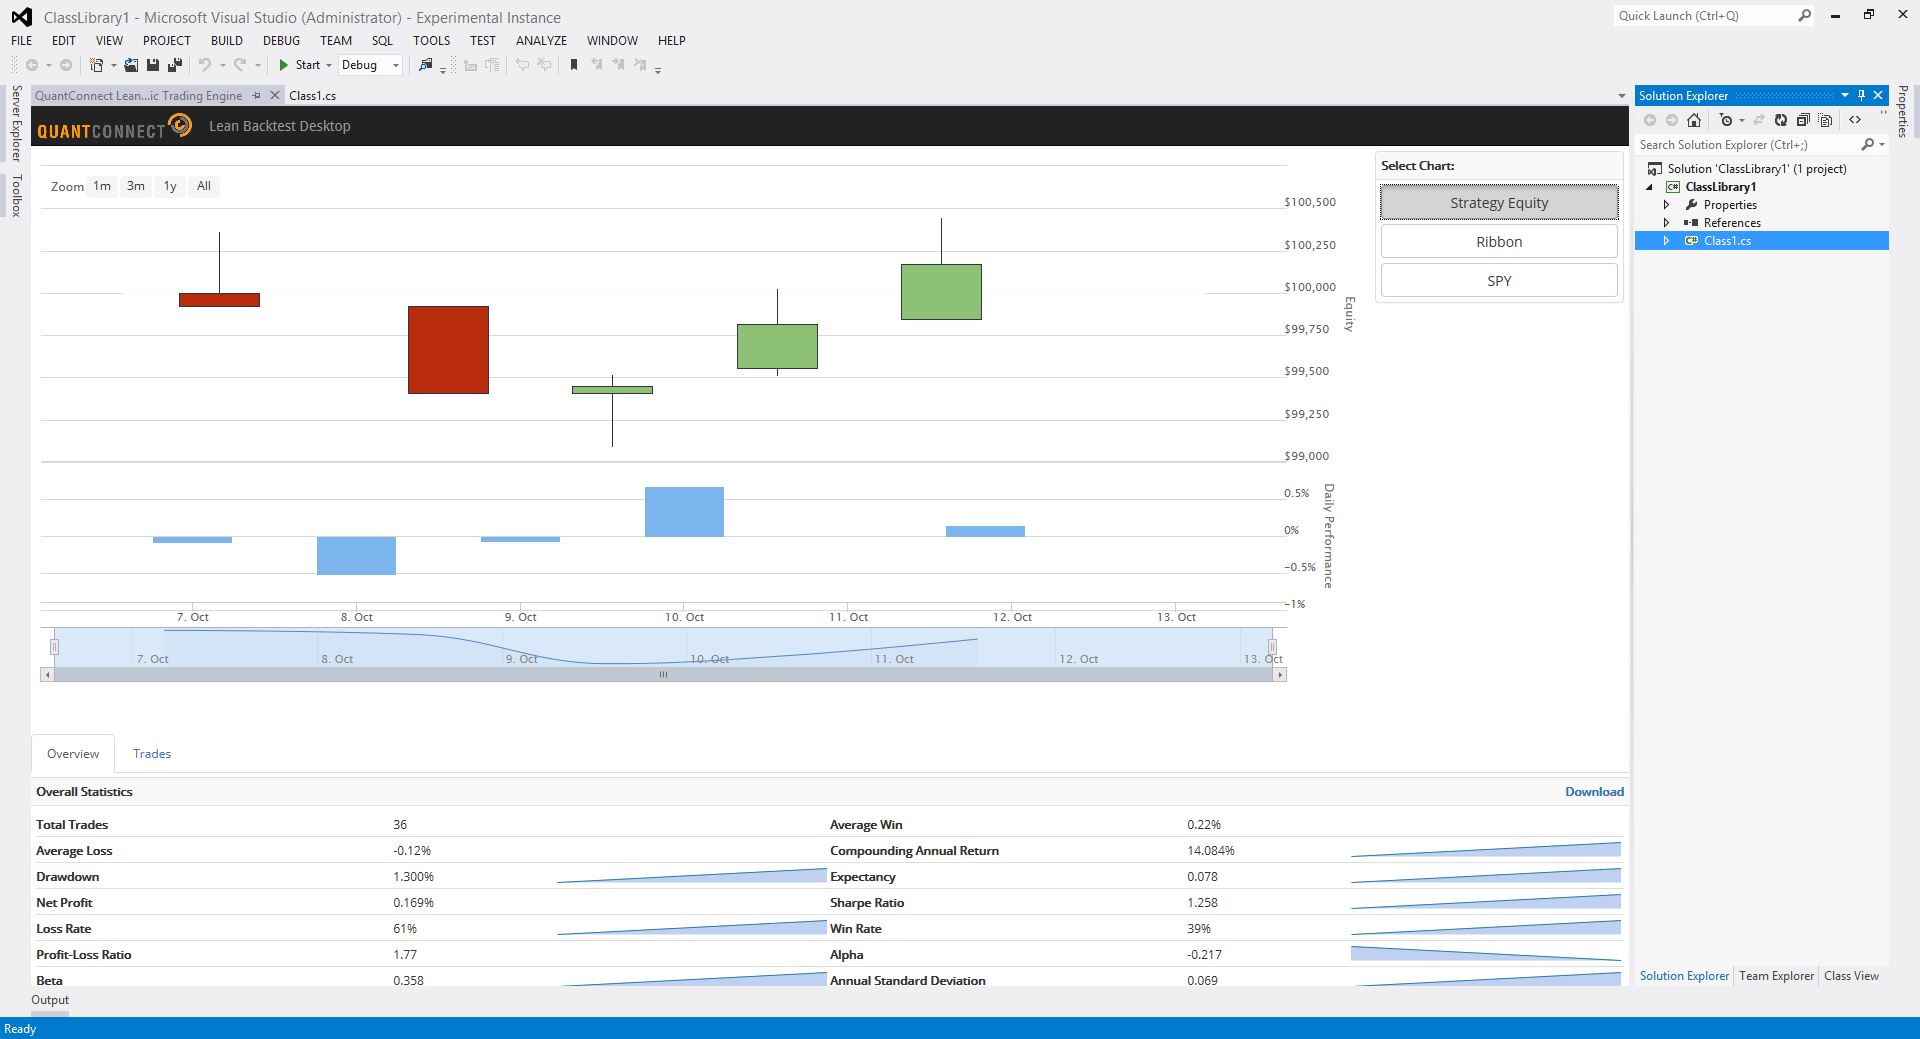 ClassLibrary1 - Microsoft Visual Studio (Administrator) - Experimental Instance
Quick Launch (Ctrl+Q)
FILE EDIT VIEW PROJECT BUILD DEBUG TEAM SQL TOOLS TEST ANALYZE WINDOW HELP
Start Debug
Server Explorer
Toolbox
QuantConnect Lean...ic Trading Engine Class1.cs
QUANTCONNECT Lean Backtest Desktop
Zoom 1m 3m 1y All
$100,500
$100,250
$100,000
$99,750
$99,500
$99,250
$99,000
Equity
0.5%
0%
-0.5%
-1%
Daily Performance
7. Oct 8. Oct 9. Oct 10. Oct 11. Oct 12. Oct 13. Oct
7. Oct 8. Oct 9. Oct 10. Oct 11. Oct 12. Oct 13. Oct
Select Chart:
Strategy Equity
Ribbon
SPY
Overview Trades
Overall Statistics Download
Total Trades 36 Average Win 0.22%
Average Loss -0.12% Compounding Annual Return 14.084%
Drawdown 1.300% Expectancy 0.078
Net Profit 0.169% Sharpe Ratio 1.258
Loss Rate 61% Win Rate 39%
Profit-Loss Ratio 1.77 Alpha -0.217
Beta 0.358 Annual Standard Deviation 0.069
Output
Ready
Solution Explorer
Search Solution Explorer (Ctrl+;)
Solution 'ClassLibrary1' (1 project)
C# ClassLibrary1
Properties
References
C# Class1.cs
Solution Explorer Team Explorer Class View
Properties